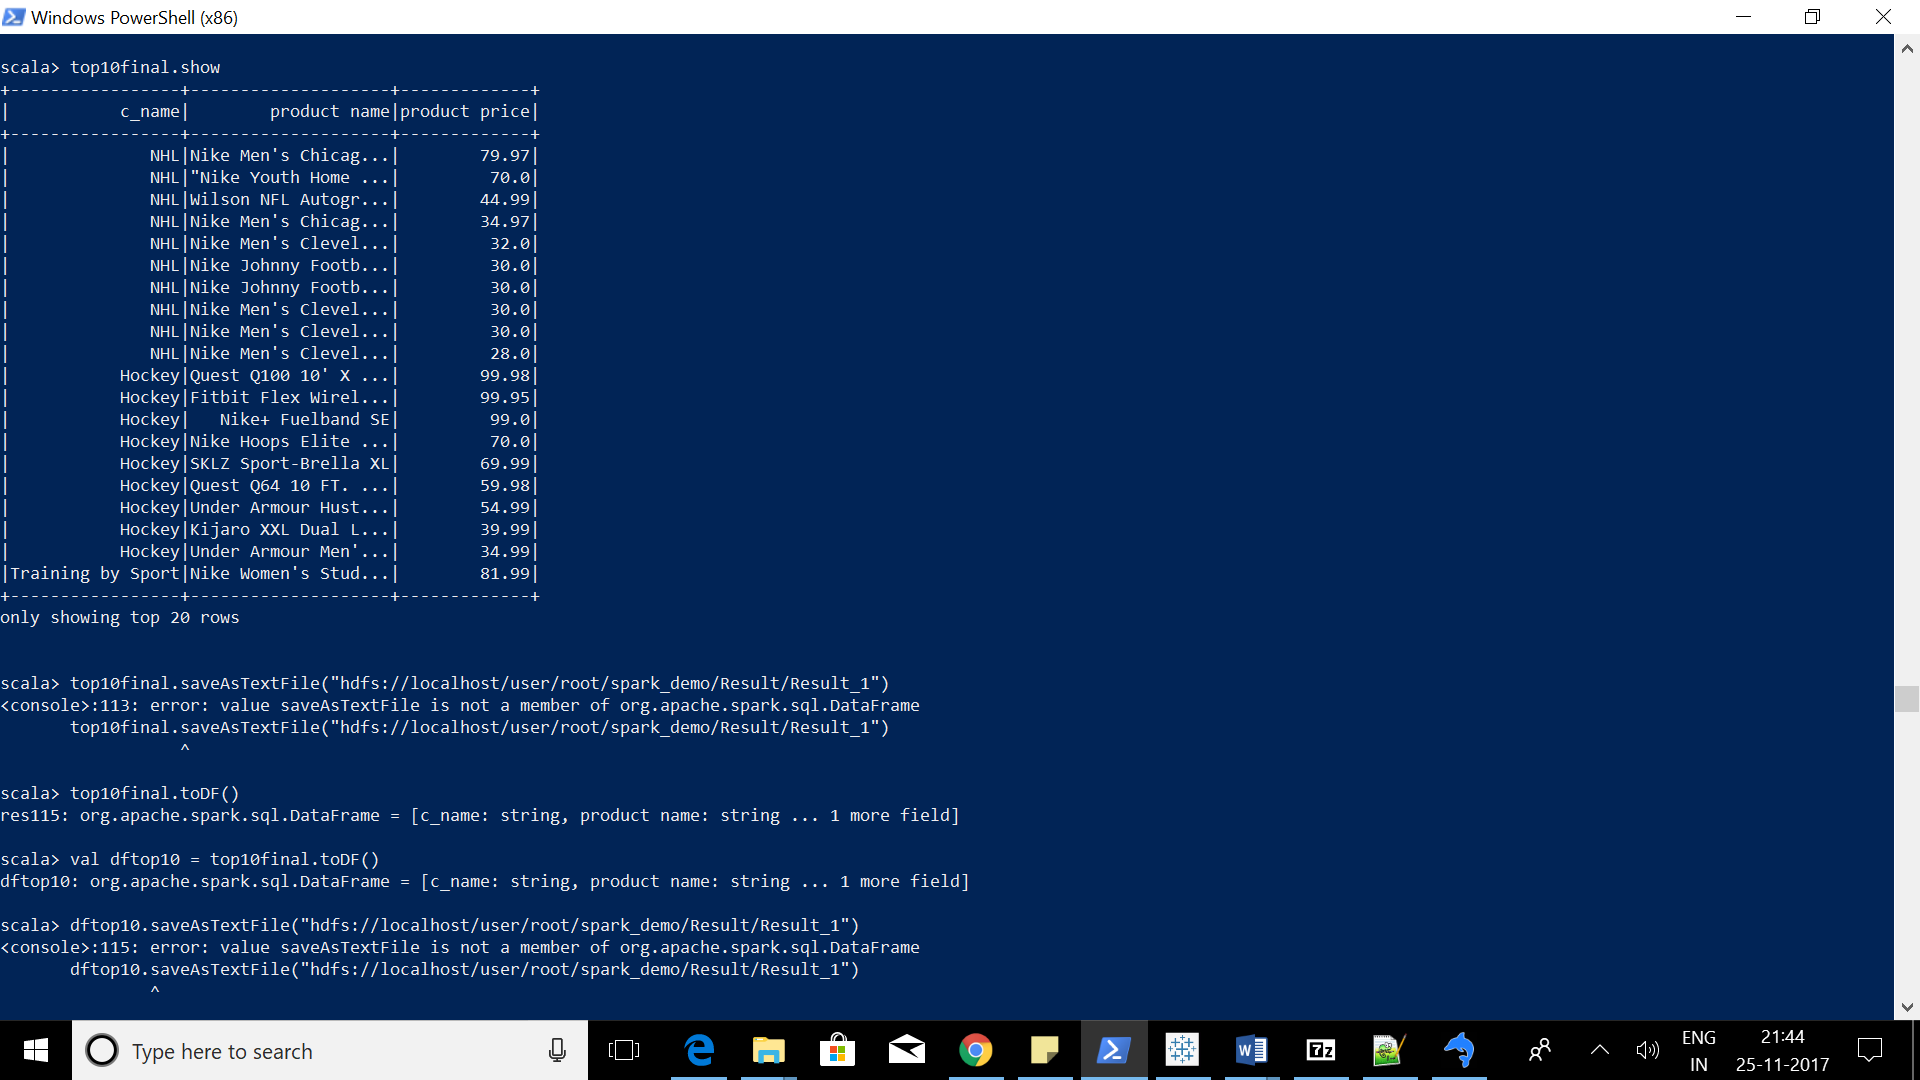 Windows PowerShell (x86)
scala> top10final.show
+-----------------+--------------------+-------------+
|           c_name|        product name|product price|
+-----------------+--------------------+-------------+
|              NHL|Nike Men's Chicag...|        79.97|
|              NHL|"Nike Youth Home ...|         70.0|
|              NHL|Wilson NFL Autogr...|        44.99|
|              NHL|Nike Men's Chicag...|        34.97|
|              NHL|Nike Men's Clevel...|         32.0|
|              NHL|Nike Johnny Footb...|         30.0|
|              NHL|Nike Johnny Footb...|         30.0|
|              NHL|Nike Men's Clevel...|         30.0|
|              NHL|Nike Men's Clevel...|         30.0|
|              NHL|Nike Men's Clevel...|         28.0|
|           Hockey|Quest Q100 10' X ...|        99.98|
|           Hockey|Fitbit Flex Wirel...|        99.95|
|           Hockey|   Nike+ Fuelband SE|         99.0|
|           Hockey|Nike Hoops Elite ...|         70.0|
|           Hockey|SKLZ Sport-Brella XL|        69.99|
|           Hockey|Quest Q64 10 FT. ...|        59.98|
|           Hockey|Under Armour Hust...|        54.99|
|           Hockey|Kijaro XXL Dual L...|        39.99|
|           Hockey|Under Armour Men'...|        34.99|
|Training by Sport|Nike Women's Stud...|        81.99|
+-----------------+--------------------+-------------+
only showing top 20 rows
scala> top10final.saveAsTextFile("hdfs://localhost/user/root/spark_demo/Result/Result_1")
<console>:113: error: value saveAsTextFile is not a member of org.apache.spark.sql.DataFrame
       top10final.saveAsTextFile("hdfs://localhost/user/root/spark_demo/Result/Result_1")
                  ^
scala> top10final.toDF()
res115: org.apache.spark.sql.DataFrame = [c_name: string, product name: string ... 1 more field]
scala> val dftop10 = top10final.toDF()
dftop10: org.apache.spark.sql.DataFrame = [c_name: string, product name: string ... 1 more field]
scala> dftop10.saveAsTextFile("hdfs://localhost/user/root/spark_demo/Result/Result_1")
<console>:115: error: value saveAsTextFile is not a member of org.apache.spark.sql.DataFrame
       dftop10.saveAsTextFile("hdfs://localhost/user/root/spark_demo/Result/Result_1")
               ^
Type here to search
7z
ENG
IN
21:44
25-11-2017